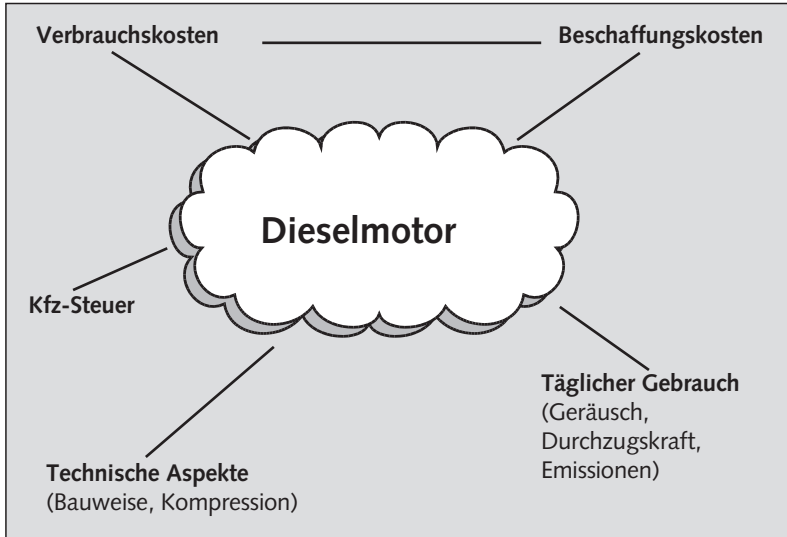 Verbrauchskosten
Beschaffungskosten
Dieselmotor
Kfz-Steuer
Täglicher Gebrauch
(Geräusch,
Durchzugskraft,
Emissionen)
Technische Aspekte
(Bauweise, Kompression)